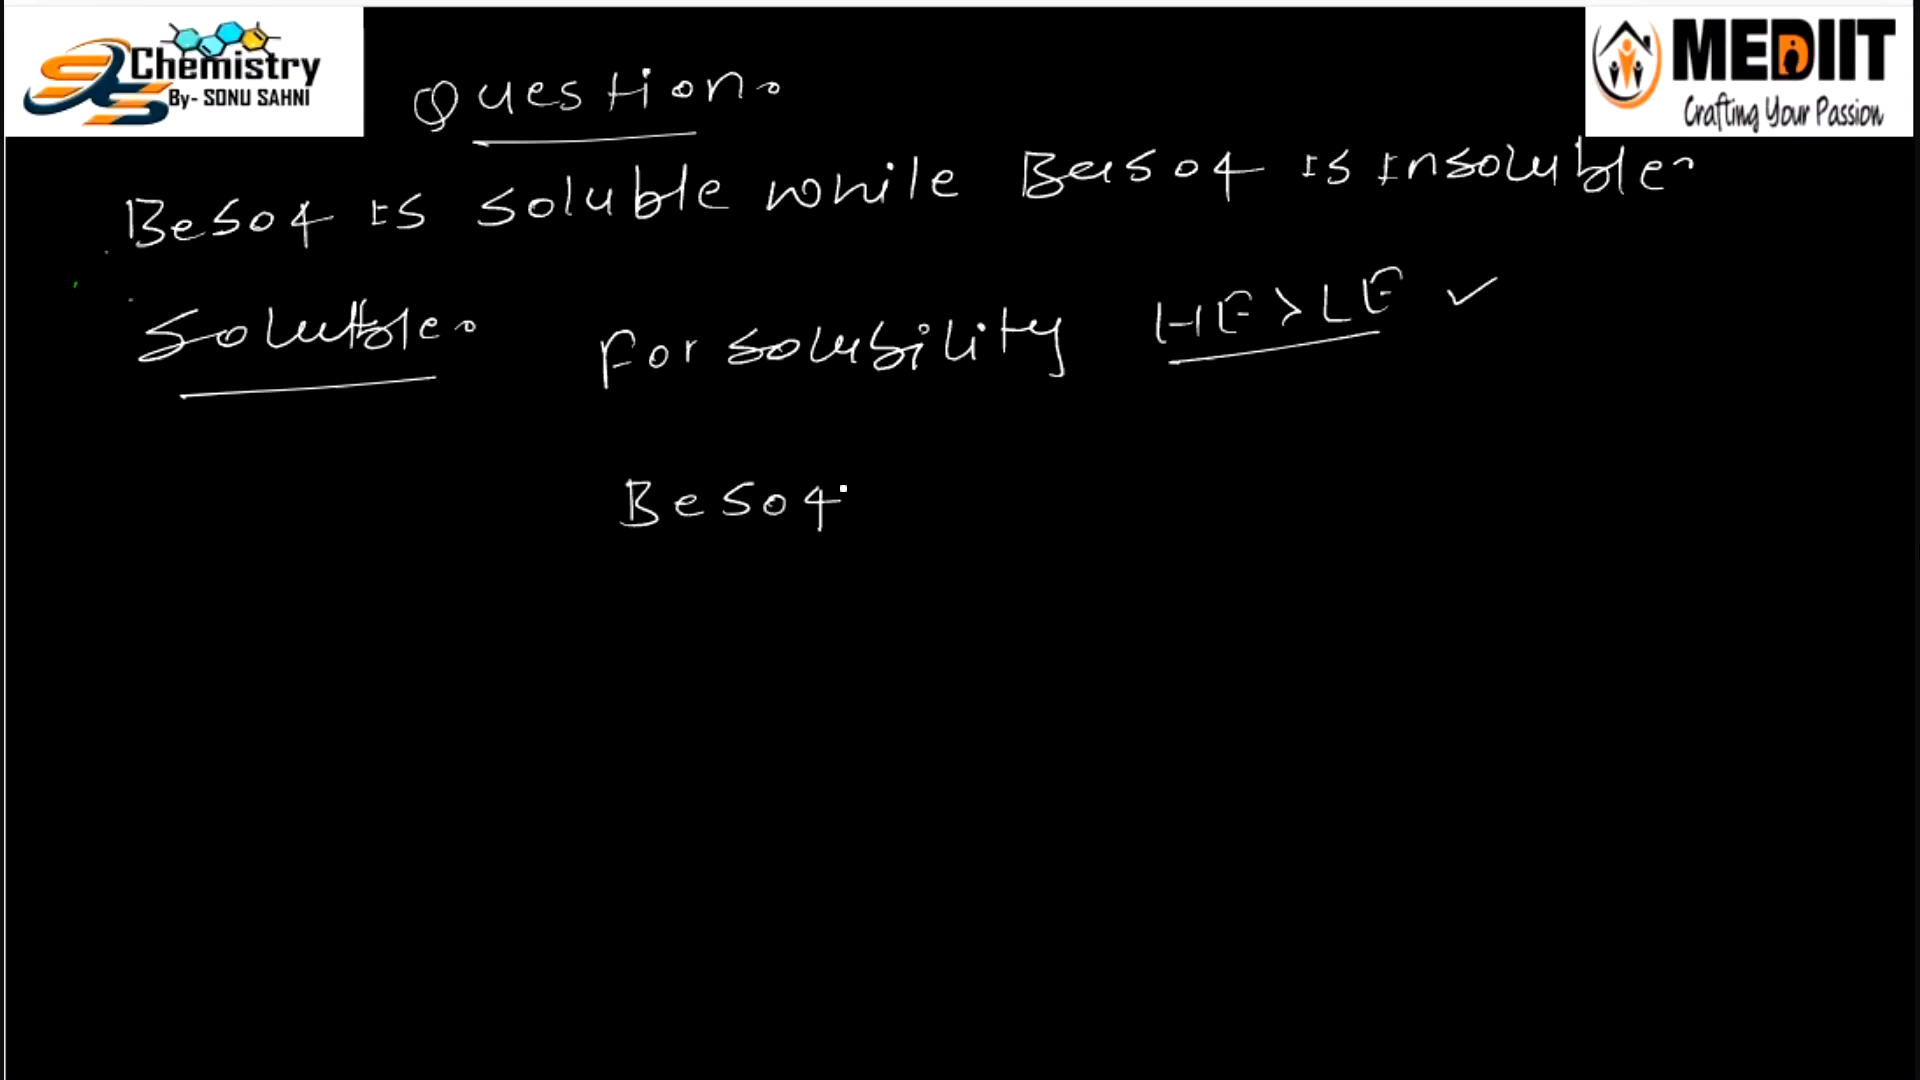 Chemistry
By- SONU SAHNI
MEDIIT
Crafting Your Passion
Question.
BeSO4 is soluble while BaSO4 is insoluble.
Soluble.
For solubility HE > LE ✓
BeSO4